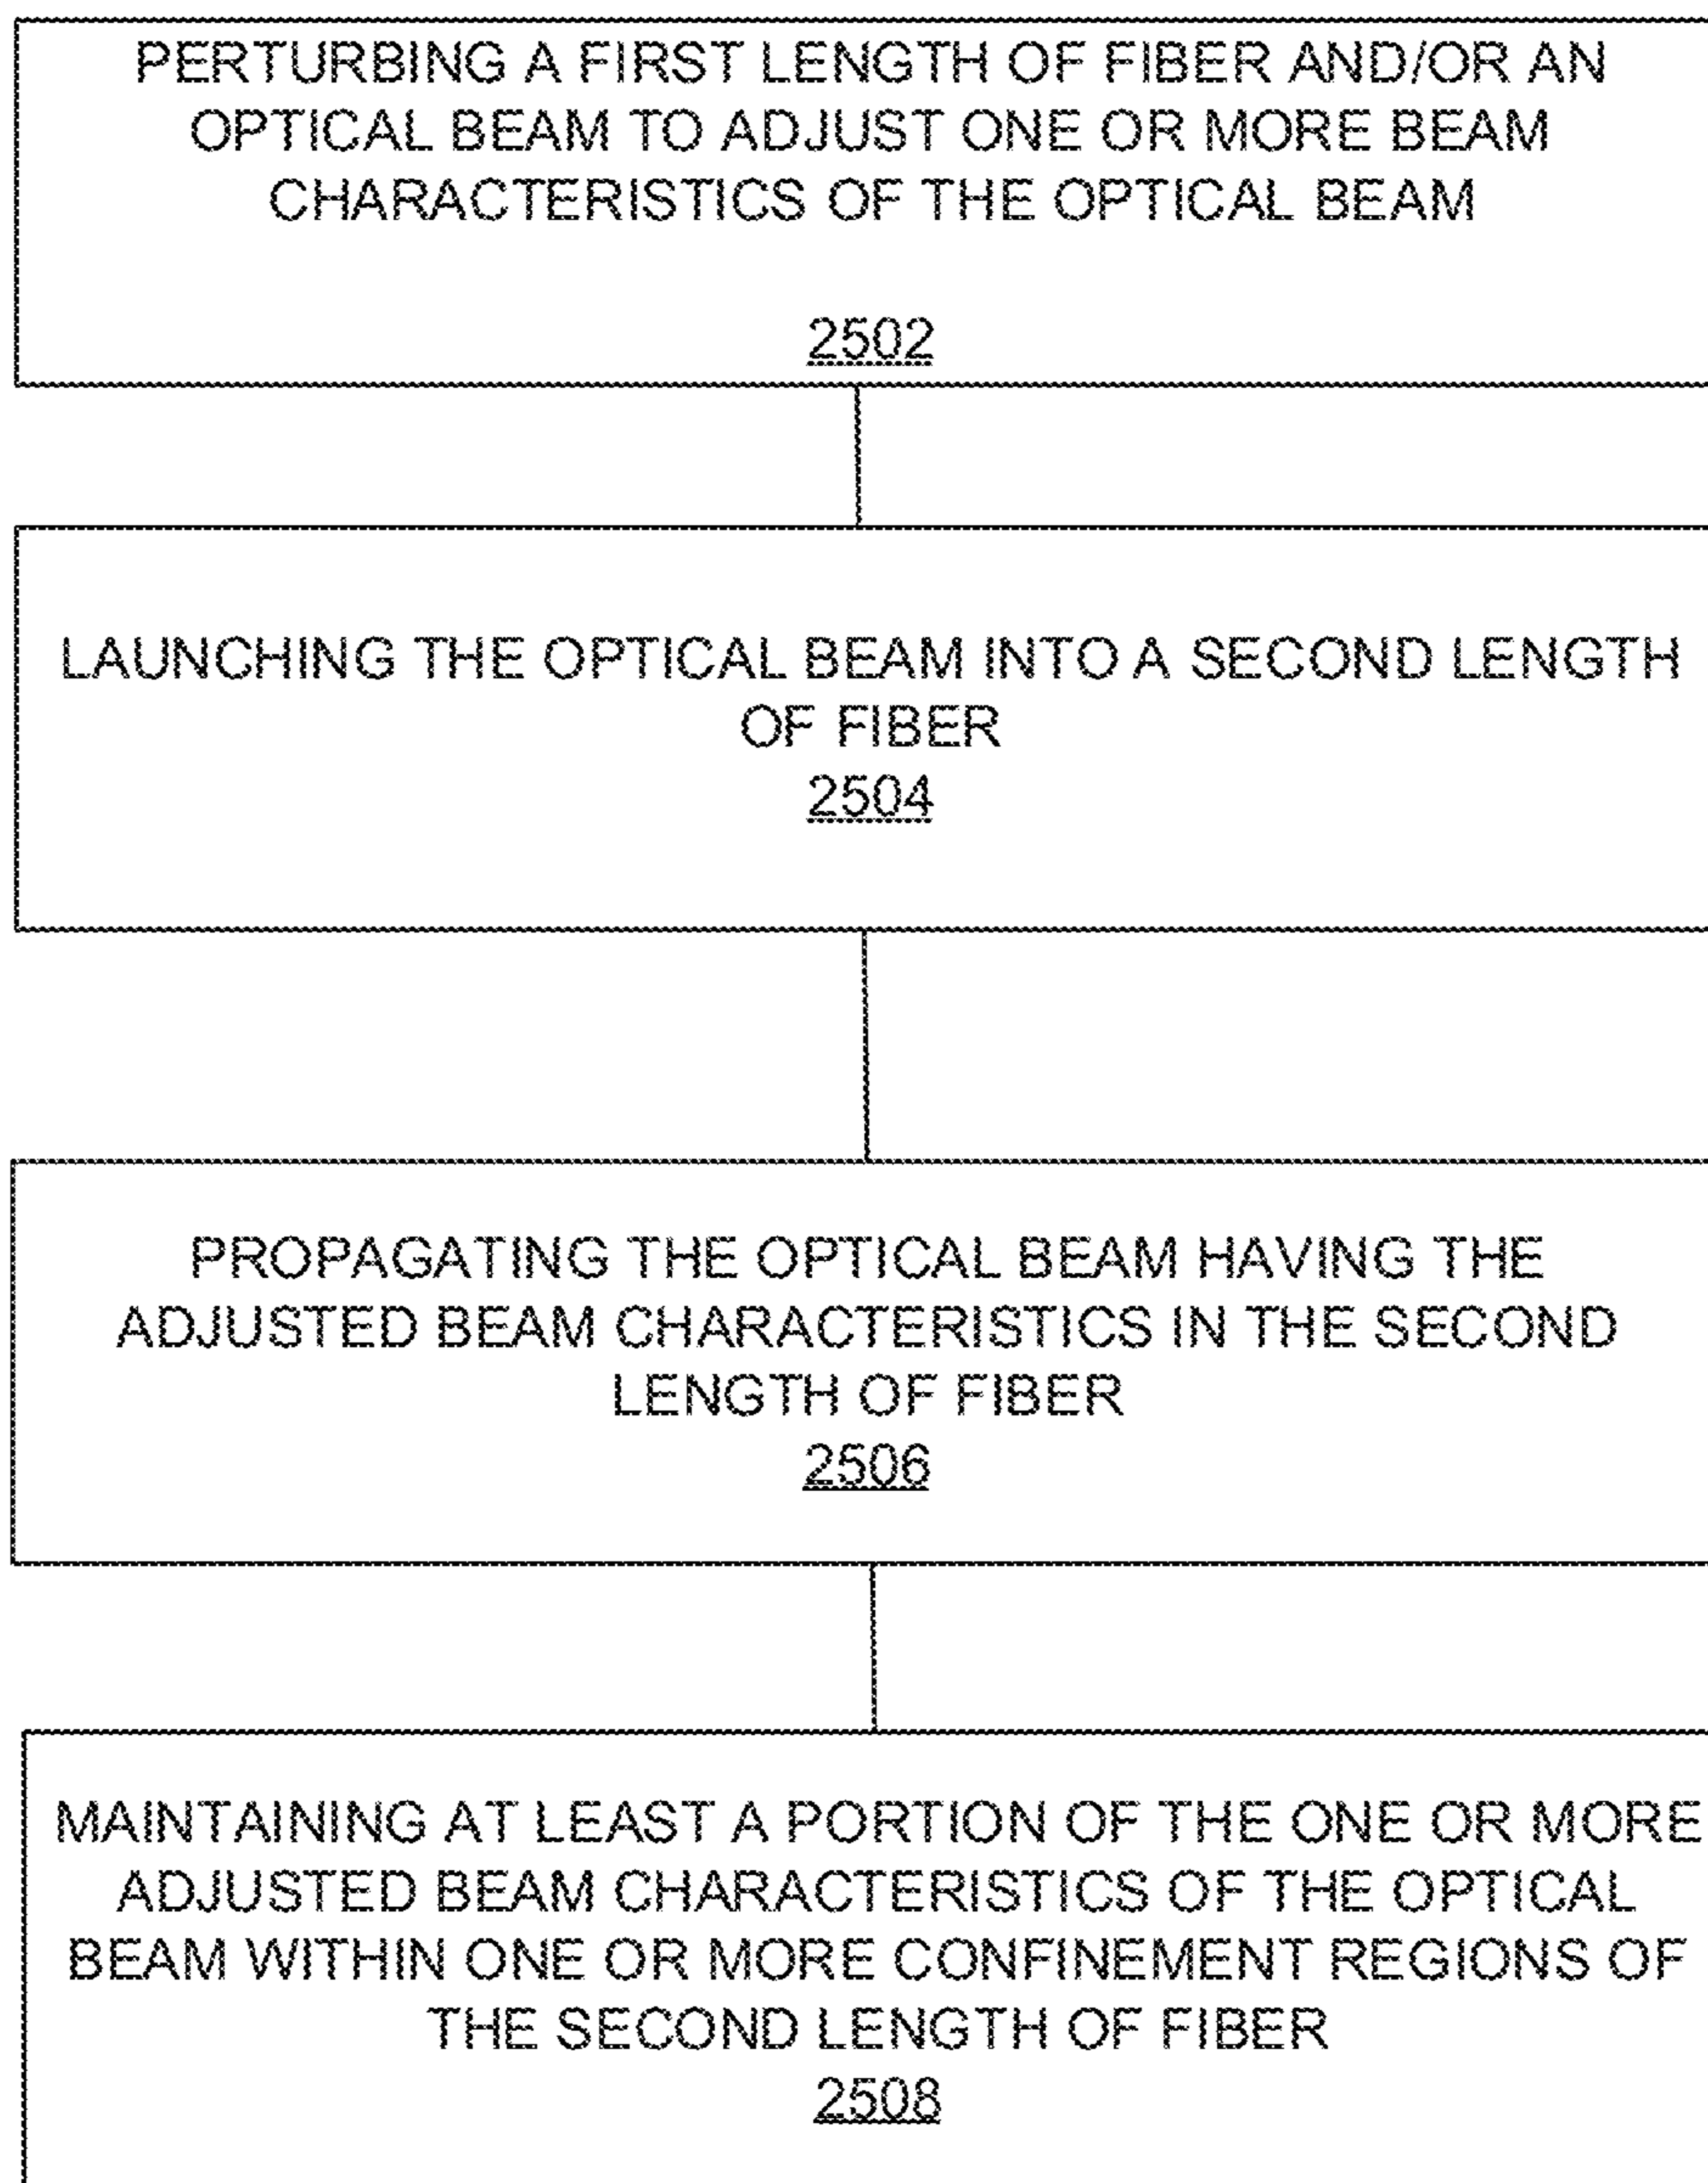 PERTURBING A FIRST LENGTH OF FIBER AND/OR AN
OPTICAL BEAM TO ADJUST ONE OR MORE BEAM
CHARACTERISTICS OF THE OPTICAL BEAM
2502
LAUNCHING THE OPTICAL BEAM INTO A SECOND LENGTH
OF FIBER
2504
PROPAGATING THE OPTICAL BEAM HAVING THE
ADJUSTED BEAM CHARACTERISTICS IN THE SECOND
LENGTH OF FIBER
2506
MAINTAINING AT LEAST A PORTION OF THE ONE OR MORE
ADJUSTED BEAM CHARACTERISTICS OF THE OPTICAL
BEAM WITHIN ONE OR MORE CONFINEMENT REGIONS OF
THE SECOND LENGTH OF FIBER
2508